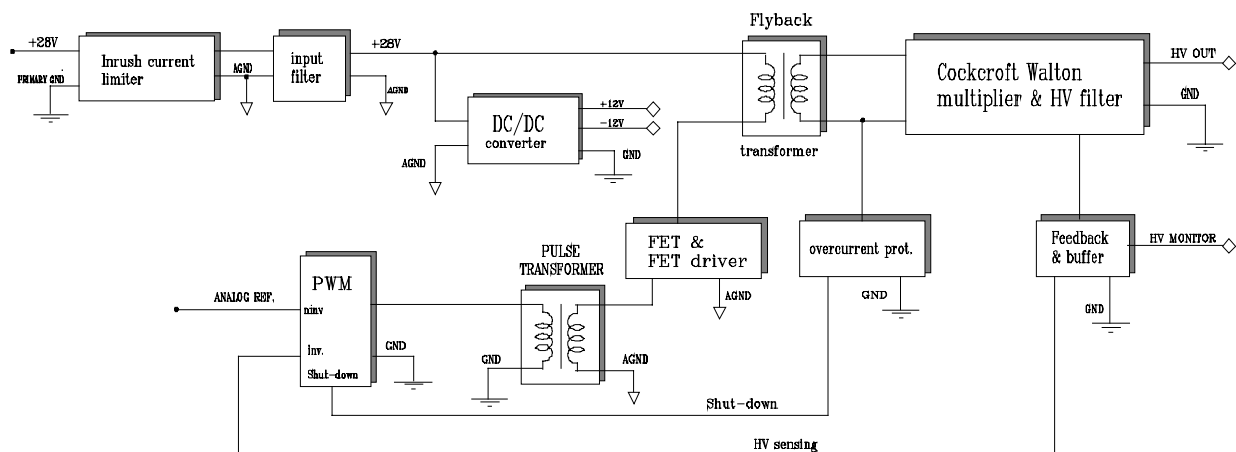 +28V
Inrush current
limiter
PRIMARY GND
AGND
input
filter
+28V
AGND
DC/DC
converter
+12V
-12V
AGND
GND
Flyback
transformer
Cockcroft Walton
multiplier & HV filter
HV OUT
GND
FET &
FET driver
AGND
overcurrent prot.
GND
Feedback
& buffer
HV MONITOR
GND
PULSE
TRANSFORMER
GND
AGND
PWM
ANALOG REF.
ninv
Inv.
Shut-down
GND
Shut-down
HV sensing